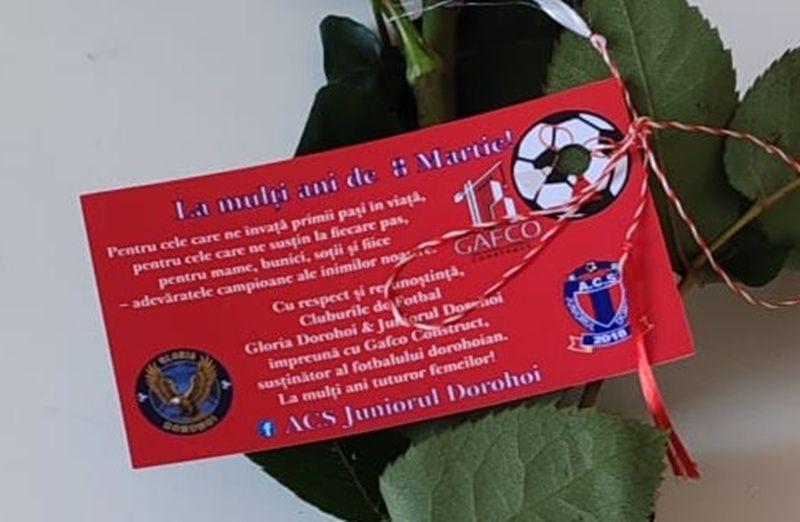 La mulți ani de 8 Martie!
Pentru cele care ne învață primii pași în viață,
pentru cele care ne susțin la fiecare pas,
pentru mame, bunici, soții și fiice
– adevăratele campioane ale inimilor noastre.
GAFCO
CONSTRUCT
Cu respect și recunoștință,
Cluburile de Fotbal
Gloria Dorohoi & Juniorul Dorohoi
împreună cu Gafco Construct,
susținător al fotbalului dorohoian.
La mulți ani tuturor femeilor!
ACS Juniorul Dorohoi
GLORIA
DOROHOI
A.C.S
2018